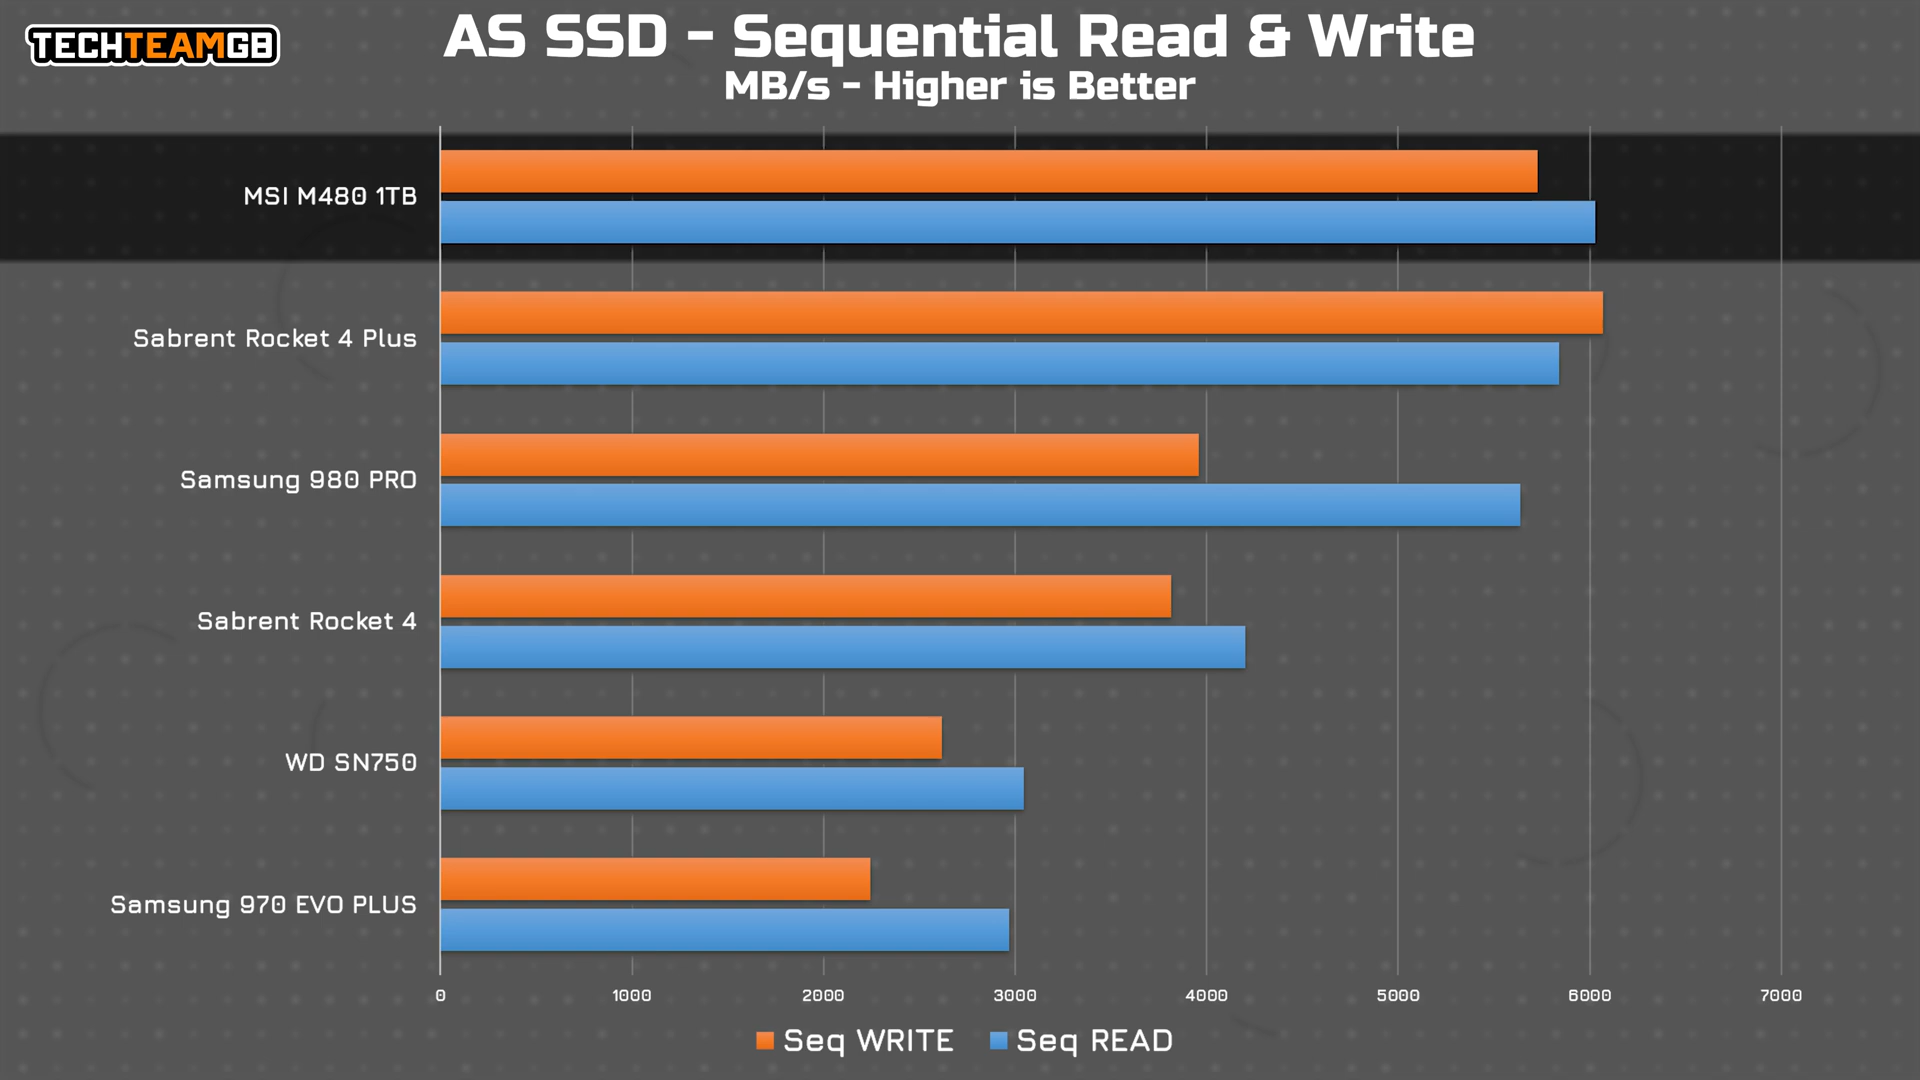 TECHTEAMGB
AS SSD - Sequential Read & Write
MB/s - Higher is Better
MSI M480 1TB
Sabrent Rocket 4 Plus
Samsung 980 PRO
Sabrent Rocket 4
WD SN750
Samsung 970 EVO PLUS
0 1000 2000 3000 4000 5000 6000 7000
Seq WRITE Seq READ